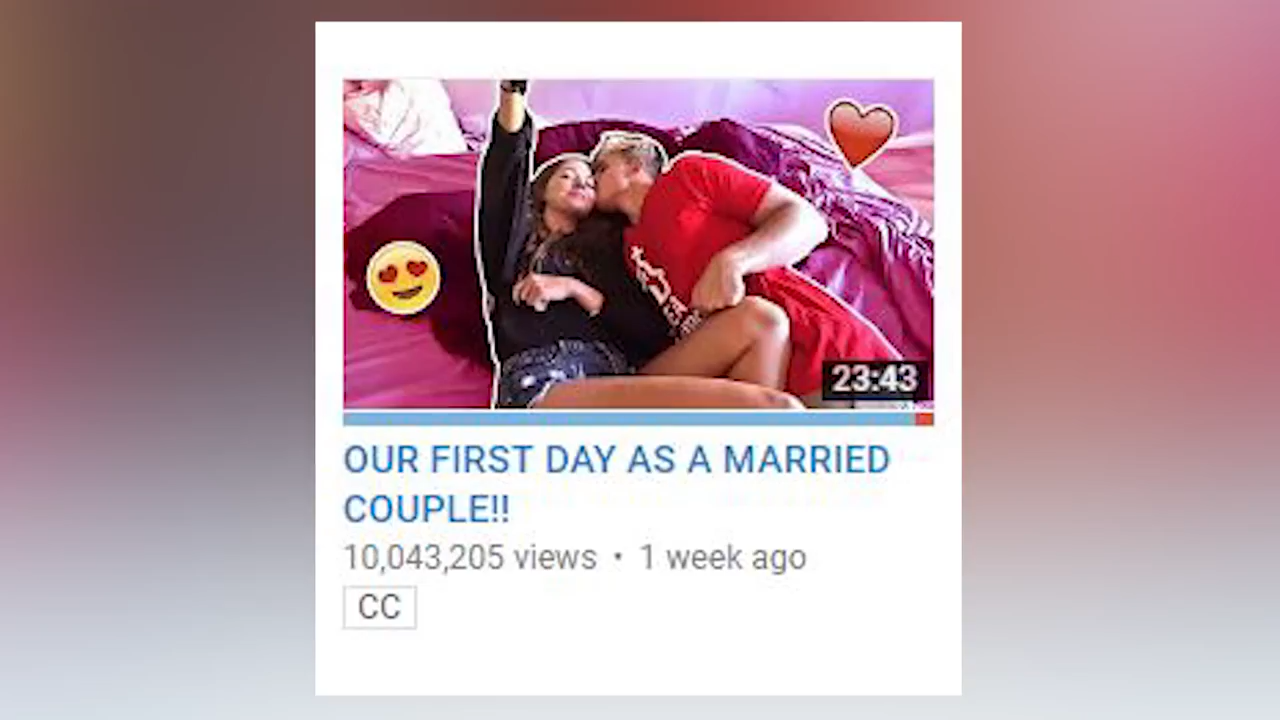 23:43
OUR FIRST DAY AS A MARRIED
COUPLE!!
10,043,205 views • 1 week ago
CC